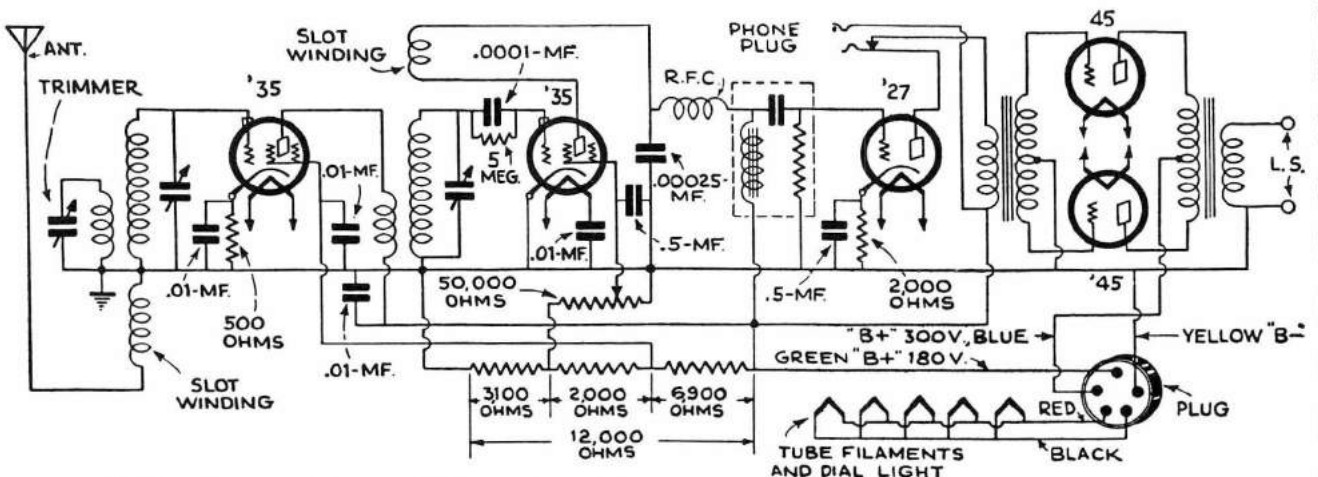 ANT.
TRIMMER
'35
SLOT
WINDING
.0001-MF.
'35
5
MEG.
R.F.C.
PHONE
PLUG
'27
45
L.S.
.01-MF.
.00025-
MF.
.01-MF.
500
OHMS
.01-MF.
.01-MF.
.5-MF.
50,000
OHMS
.5-MF.
2,000
OHMS
'45
"B+" 300 V., BLUE
YELLOW "B-"
GREEN "B+" 180 V.
SLOT
WINDING
3,100
OHMS
2,000
OHMS
6,900
OHMS
12,000
OHMS
RED
PLUG
BLACK
TUBE FILAMENTS
AND DIAL LIGHT